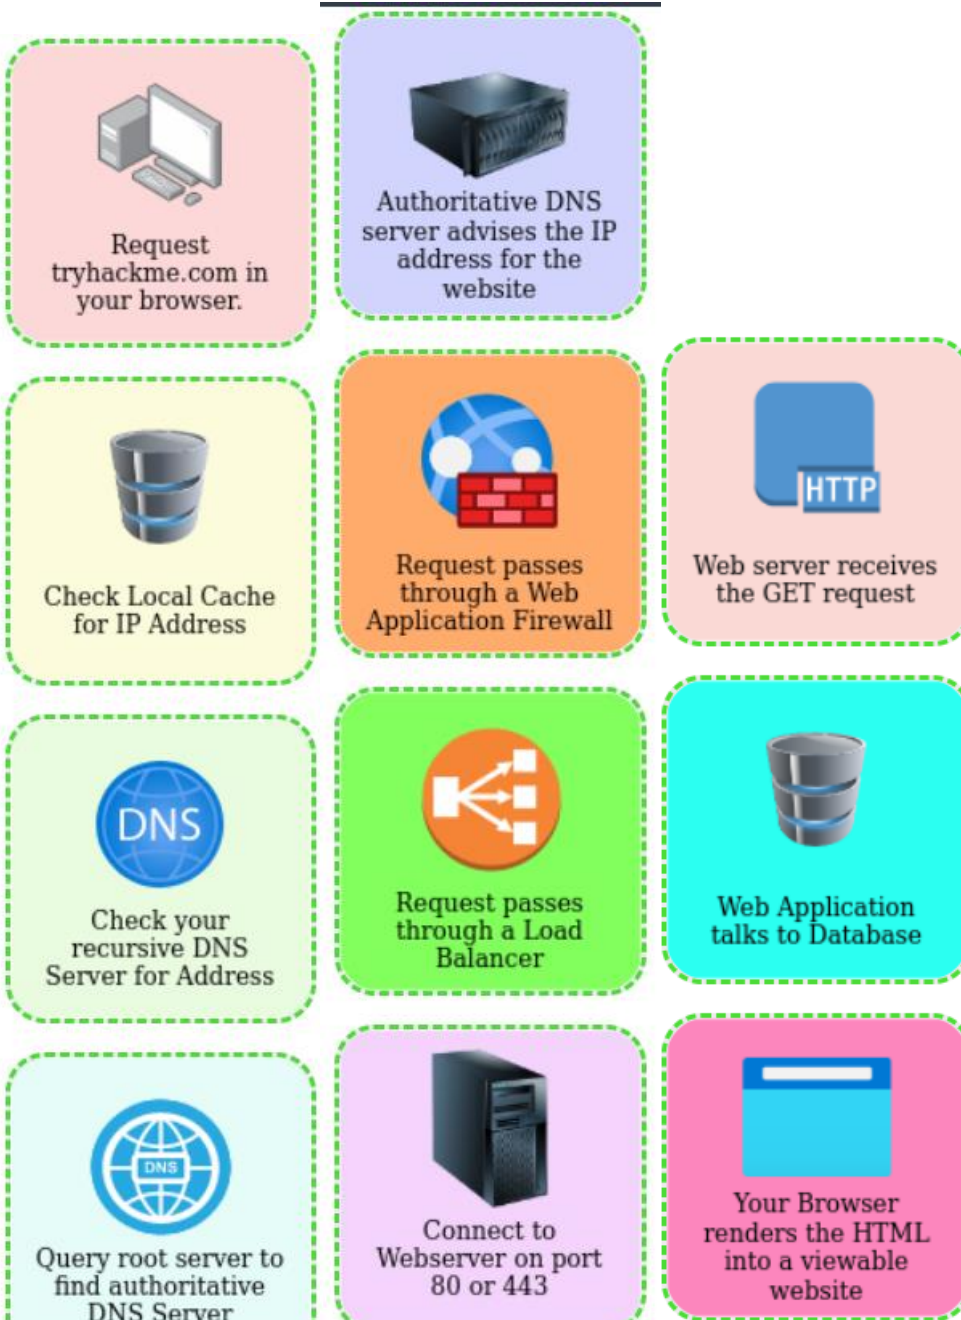 Request
tryhackme.com in
your browser.
Check Local Cache
for IP Address
DNS
Check your
recursive DNS
Server for Address
DNS
Query root server to
find authoritative
DNS Server
Authoritative DNS
server advises the IP
address for the
website
Request passes
through a Web
Application Firewall
Request passes
through a Load
Balancer
Connect to
Webserver on port
80 or 443
HTTP
Web server receives
the GET request
Web Application
talks to Database
Your Browser
renders the HTML
into a viewable
website